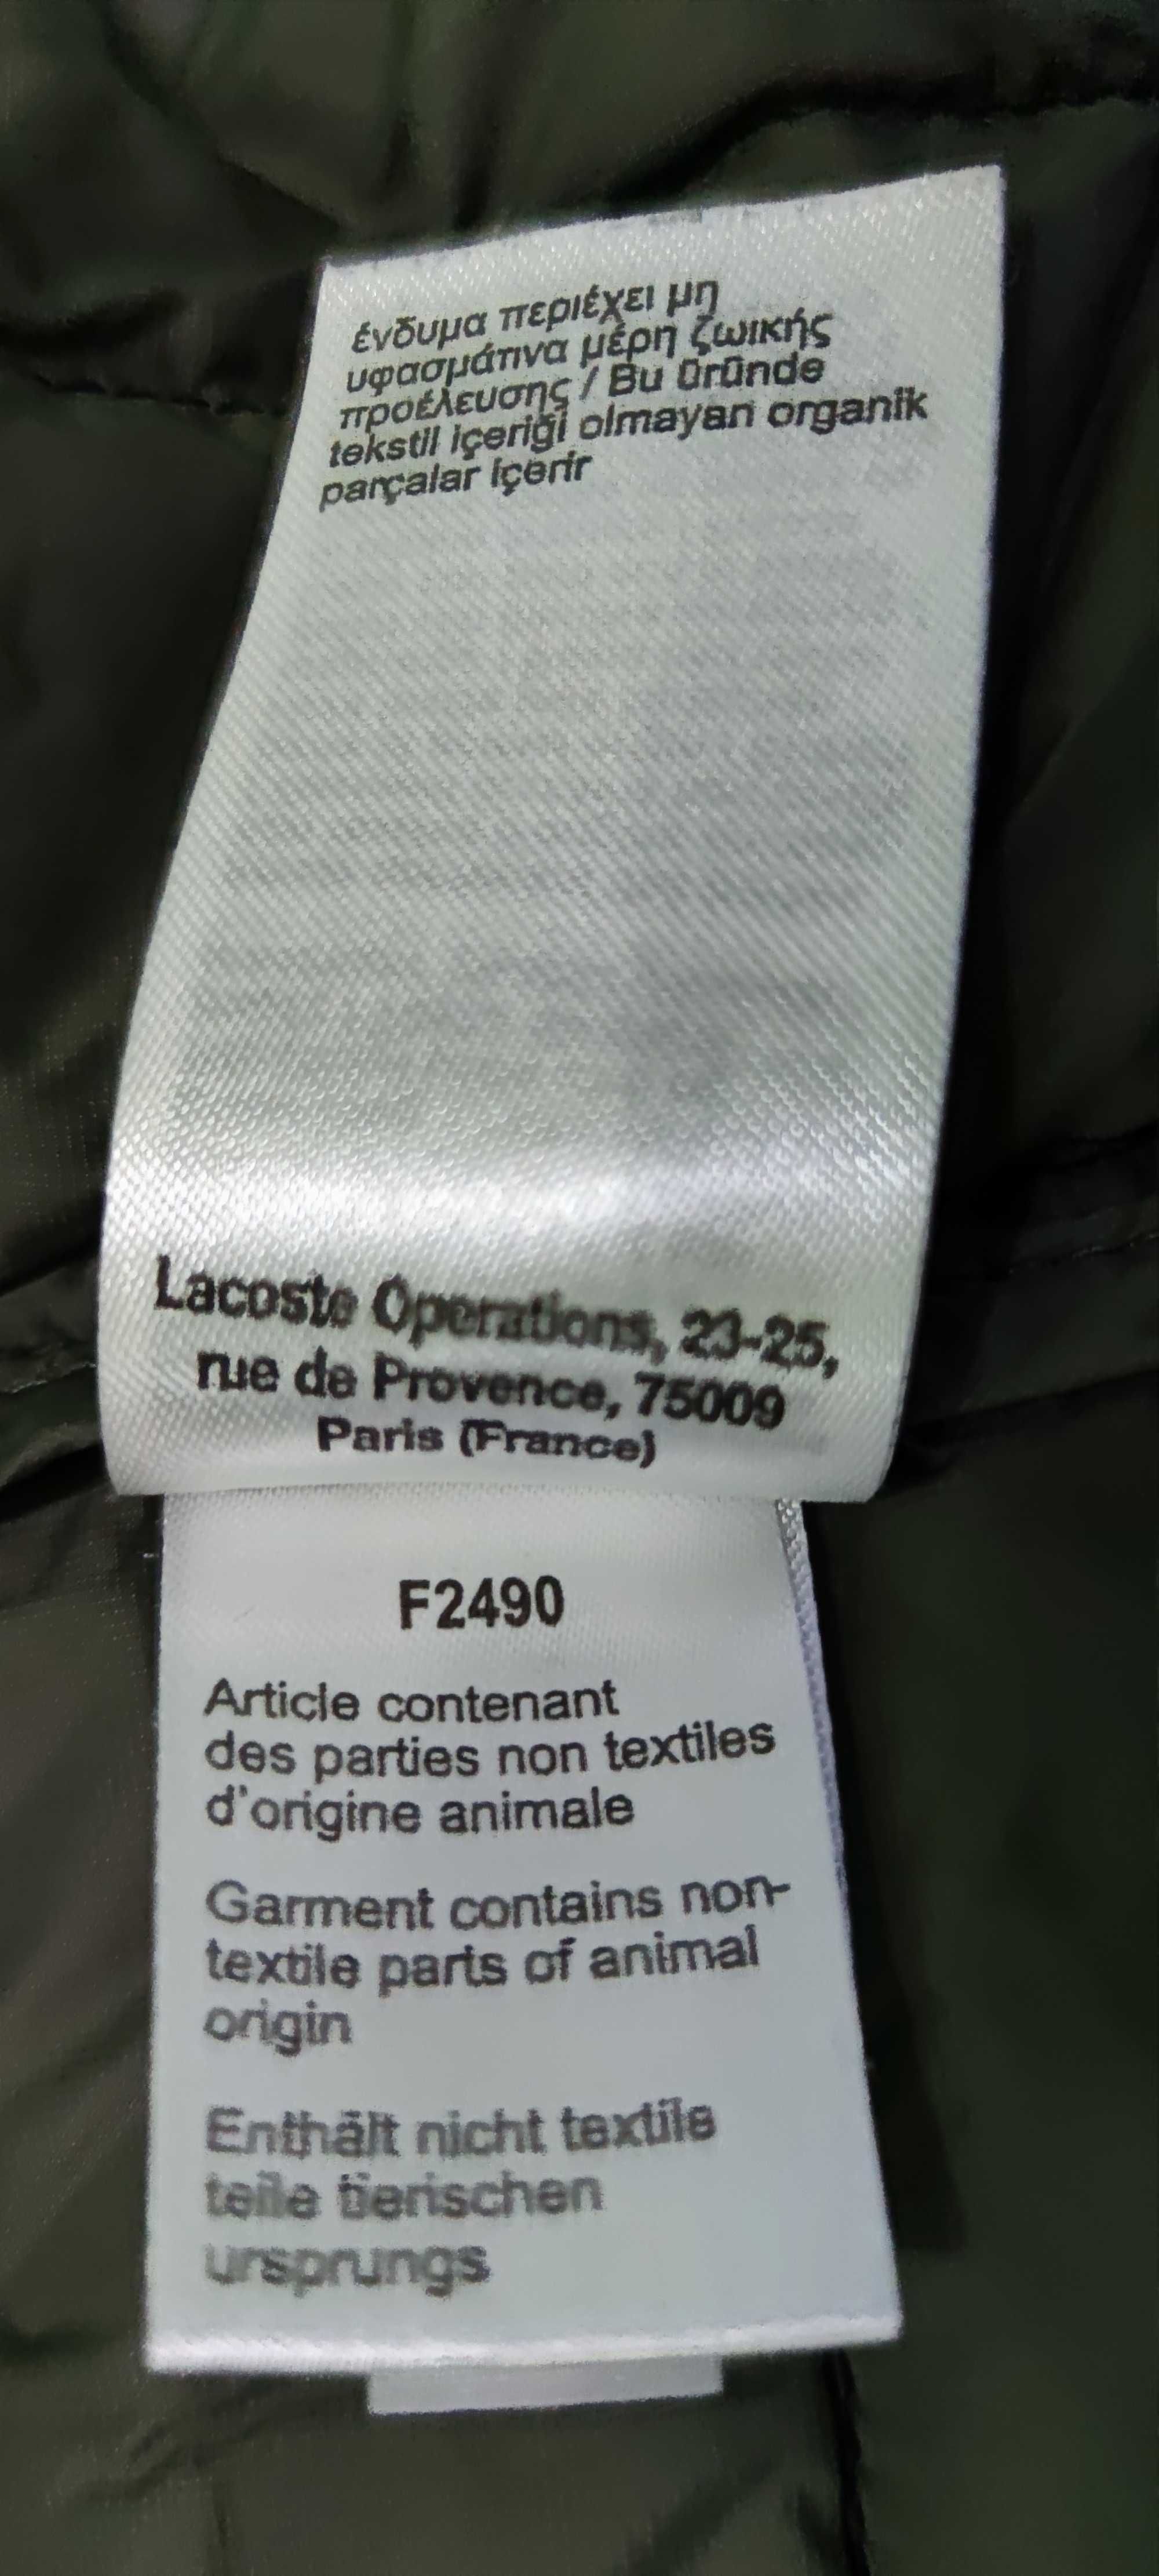 ένδυμα περιέχει μη
υφασμάτινα μέρη ζωικής
προέλευσης / Bu üründe
tekstil içeriği olmayan organik
parçalar içerir
Lacoste Operations, 23-25,
rue de Provence, 75009
Paris (France)
F2490
Article contenant
des parties non textiles
d'origine animale
Garment contains non-
textile parts of animal
origin
Enthält nicht textile
teile tierischen
ursprungs